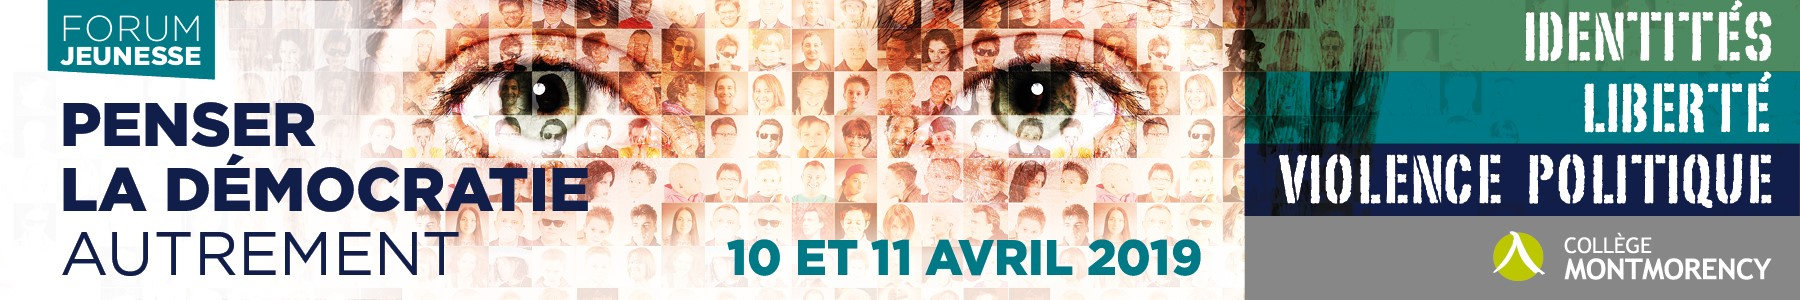 FORUM
JEUNESSE
PENSER
LA DÉMOCRATIE
AUTREMENT
10 ET 11 AVRIL 2019
IDENTITÉS
LIBERTÉ
VIOLENCE POLITIQUE
COLLÈGE
MONTMORENCY